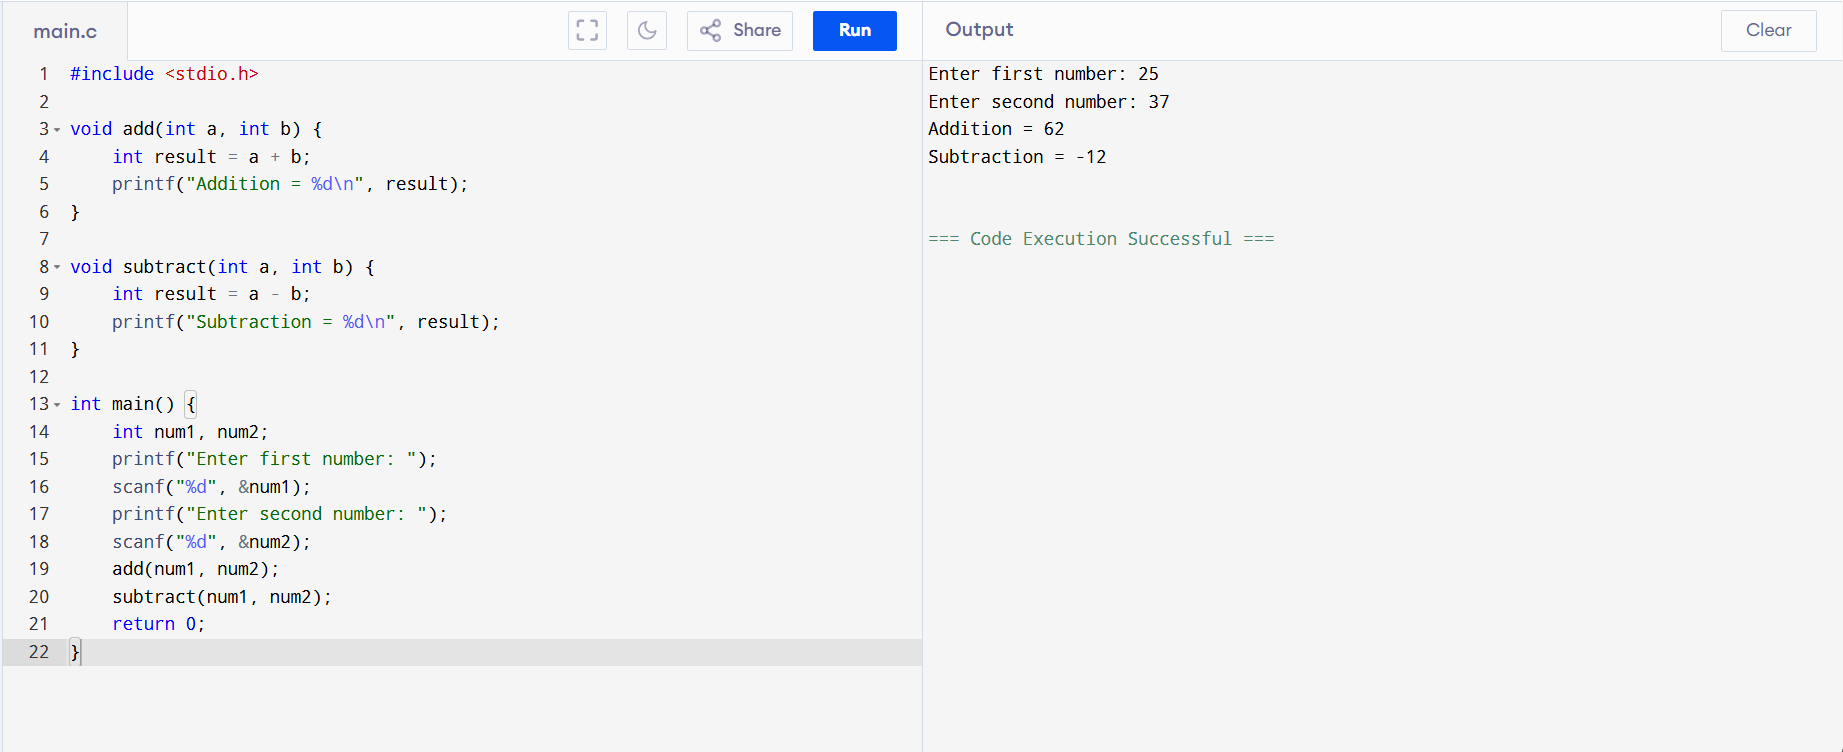 main.c
Share
Run
Output
Clear
1 #include <stdio.h>
2
3 void add(int a, int b) {
4     int result = a + b;
5     printf("Addition = %d\n", result);
6 }
7
8 void subtract(int a, int b) {
9     int result = a - b;
10     printf("Subtraction = %d\n", result);
11 }
12
13 int main() {
14     int num1, num2;
15     printf("Enter first number: ");
16     scanf("%d", &num1);
17     printf("Enter second number: ");
18     scanf("%d", &num2);
19     add(num1, num2);
20     subtract(num1, num2);
21     return 0;
22 }
Enter first number: 25
Enter second number: 37
Addition = 62
Subtraction = -12
=== Code Execution Successful ===